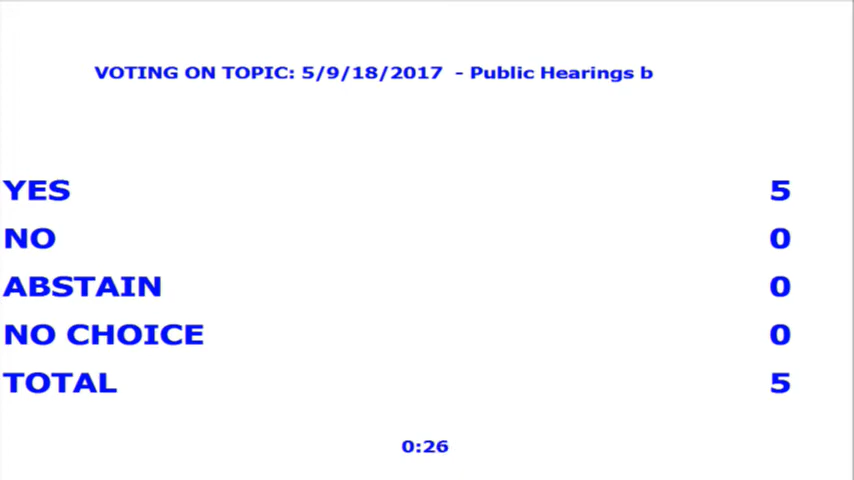 VOTING ON TOPIC: 5/9/18/2017 - Public Hearings b
YES 5
NO 0
ABSTAIN 0
NO CHOICE 0
TOTAL 5
0:26